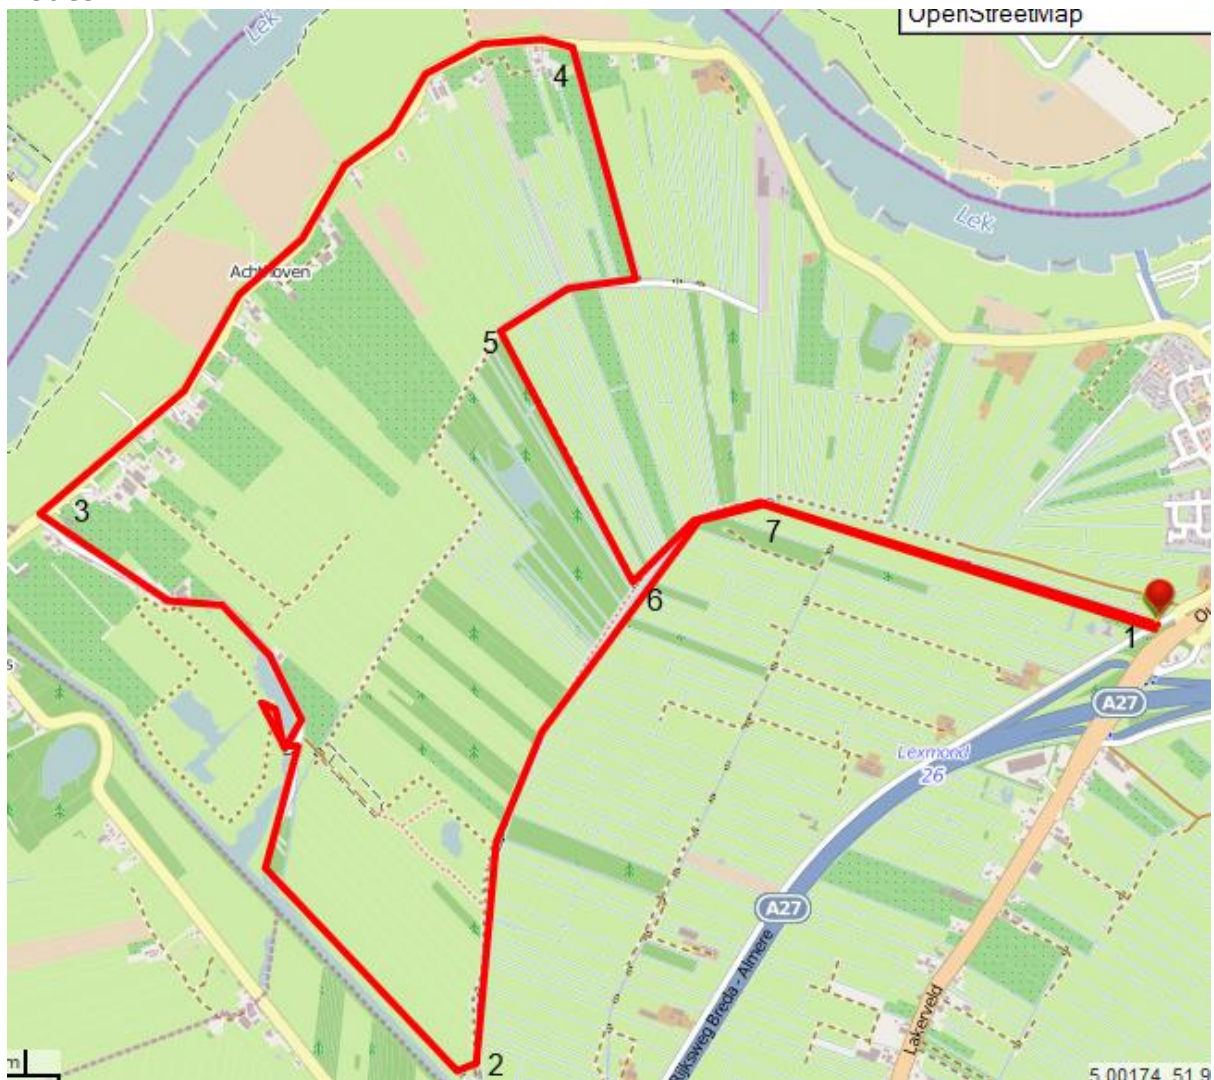 OpenStreetMap
Lek
4
Lek
Achthoven
5
3
7
6
1
A27
Lexmond
26
A27
Rijksweg Breda - Almere
Lakerveld
2
m
5.00174, 51.9